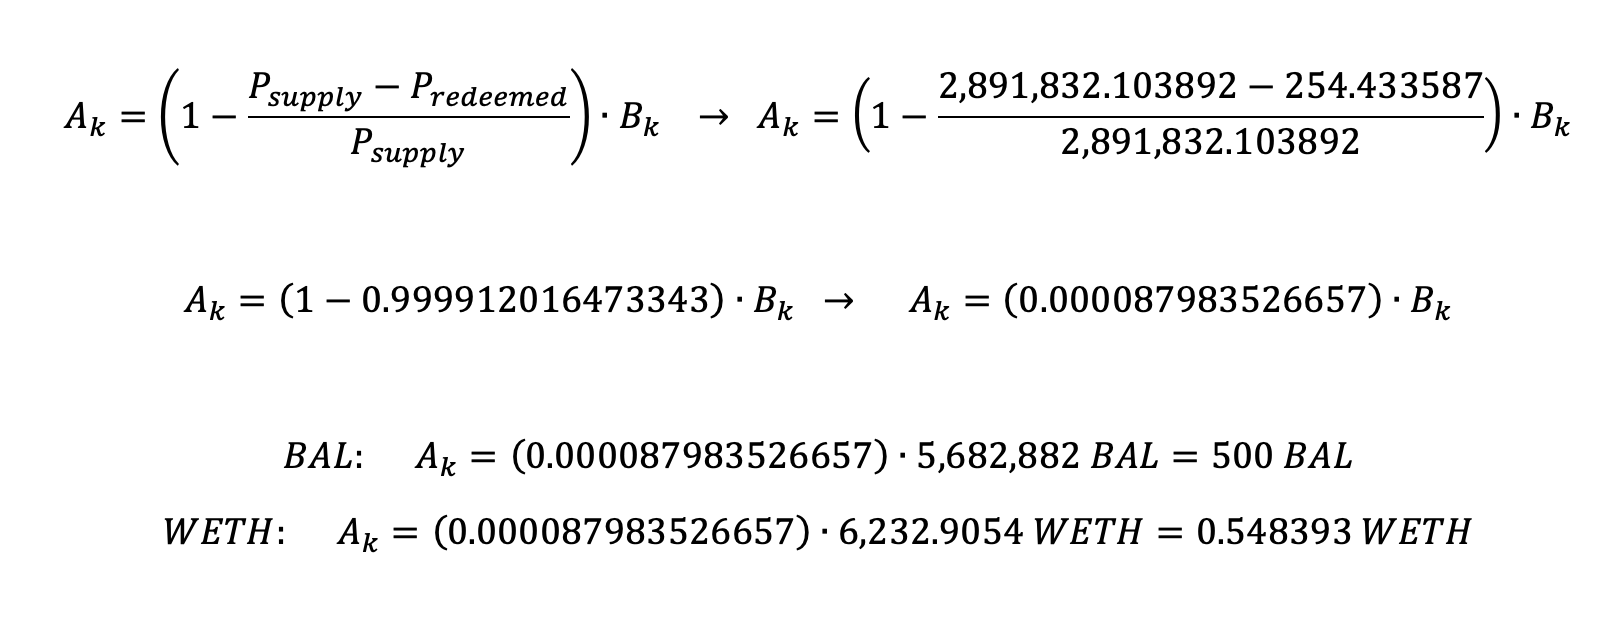 A_k = (1 − (P_supply − P_redeemed) / P_supply) · B_k → A_k = (1 − (2,891,832.103892 − 254.433587) / 2,891,832.103892) · B_k
A_k = (1 − 0.999912016473343) · B_k → A_k = (0.000087983526657) · B_k
BAL: A_k = (0.000087983526657) · 5,682,882 BAL = 500 BAL
WETH: A_k = (0.000087983526657) · 6,232.9054 WETH = 0.548393 WETH